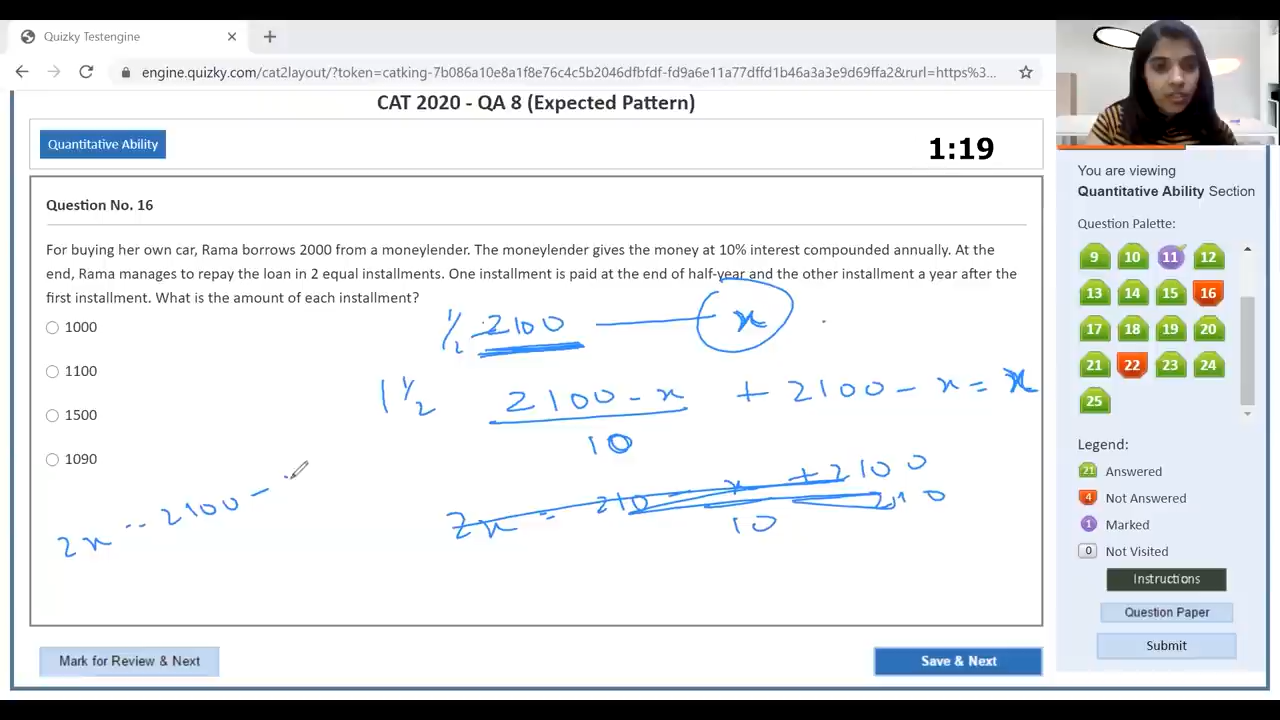 Quizky Testengine
engine.quizky.com/cat2layout/?token=catking-7b086a10e8a1f8e76c4c5b2046dfbfdf-fd9a6e11a77dffd1b46a3a3e9d69ffa2&rurl=https%3...
CAT 2020 - QA 8 (Expected Pattern)
Quantitative Ability
1:19
Question No. 16
For buying her own car, Rama borrows 2000 from a moneylender. The moneylender gives the money at 10% interest compounded annually. At the
end, Rama manages to repay the loan in 2 equal installments. One installment is paid at the end of half-year and the other installment a year after the
first installment. What is the amount of each installment?
1000
1100
1500
1090
1/2 2100 x
1 1/2 2100 - x + 2100 - x = x
10
2x = 210 - x + 2100
10 210
2x -- 2100 -
Mark for Review & Next
Save & Next
You are viewing
Quantitative Ability Section
Question Palette:
9 10 11 12
13 14 15 16
17 18 19 20
21 22 23 24
25
Legend:
21 Answered
4 Not Answered
1 Marked
0 Not Visited
Instructions
Question Paper
Submit